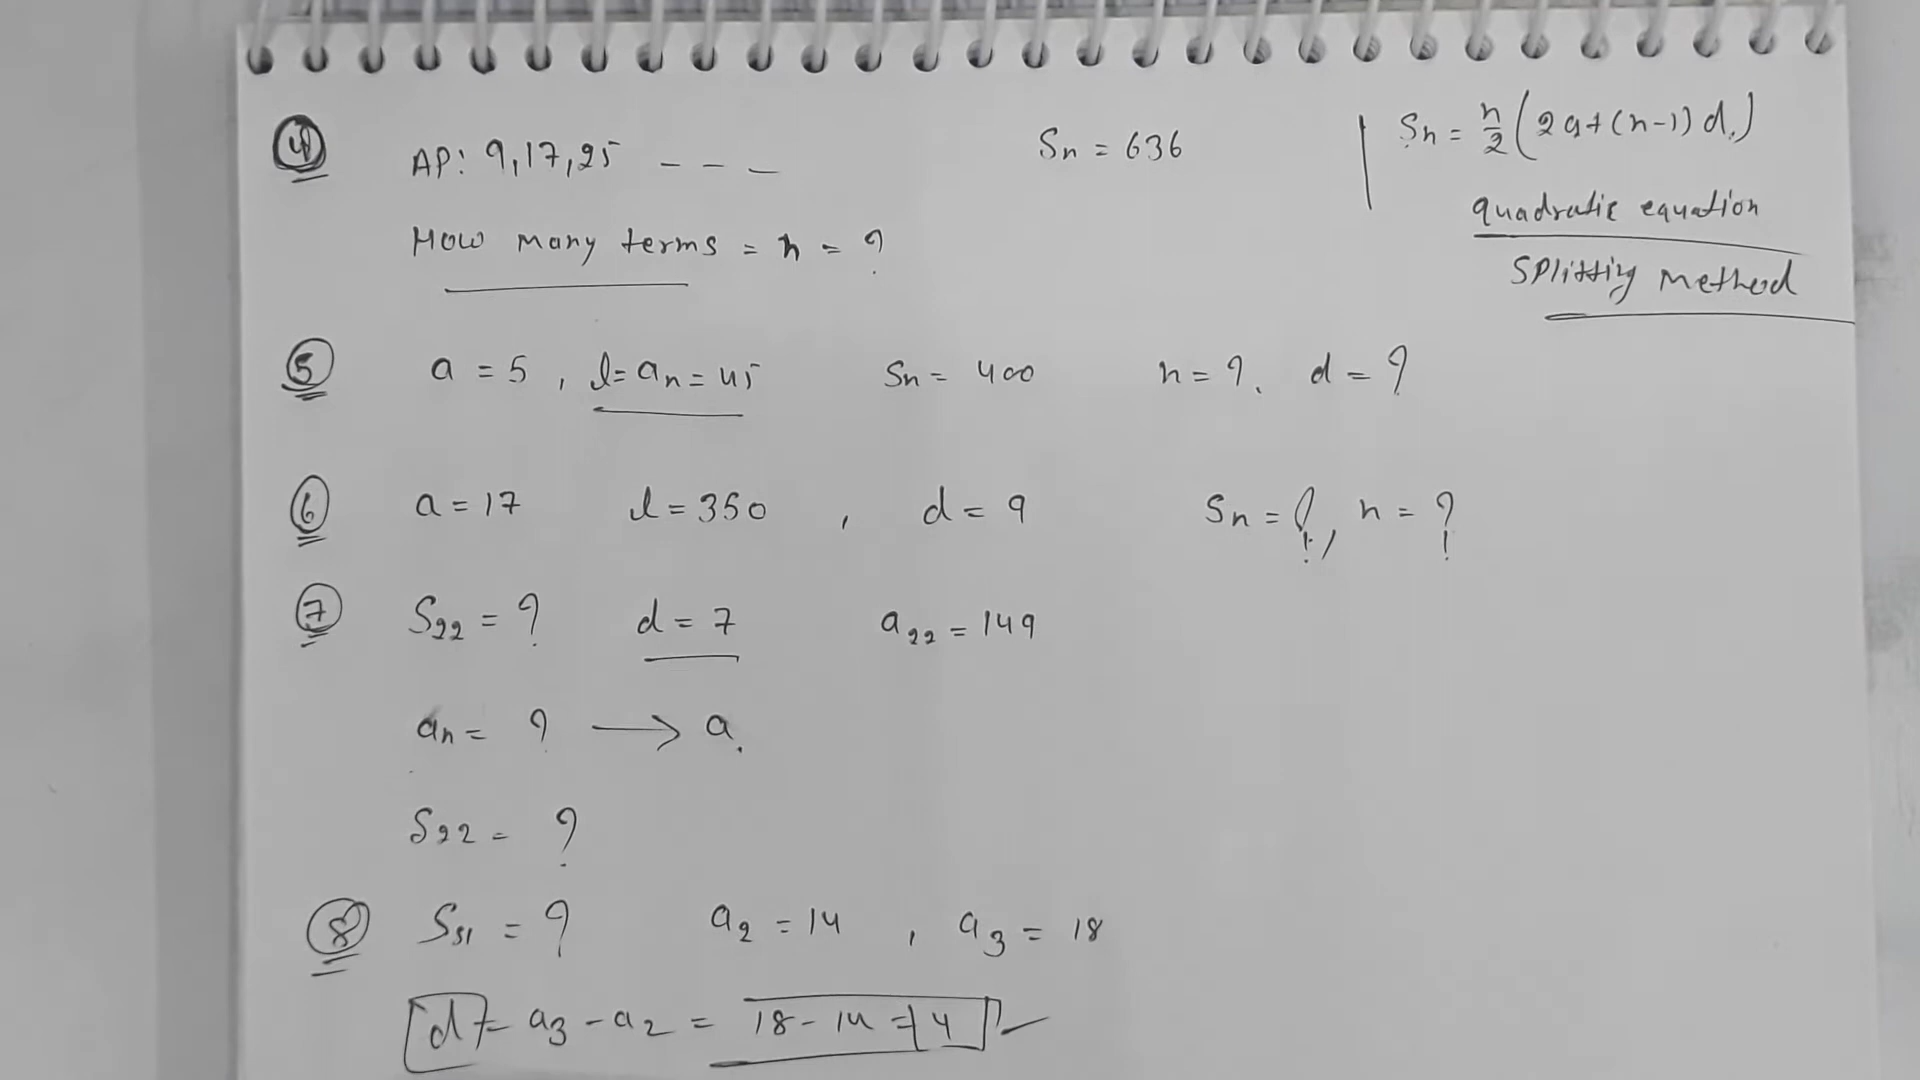 4 AP: 9,17,25 - - - Sn = 636 Sn = n/2 (2a+(n-1)d.)
quadratic equation
How many terms = n = ?
Splitting method
5 a = 5, l = an = 45 Sn = 400 n = ?. d = ?
6 a = 17 l = 350, d = 9 Sn = ?, n = ?
7 S22 = ? d = 7 a22 = 149
an = ? → a.
S22 = ?
8 S51 = ? a2 = 14, a3 = 18
d = a3 - a2 = 18 - 14 = 4